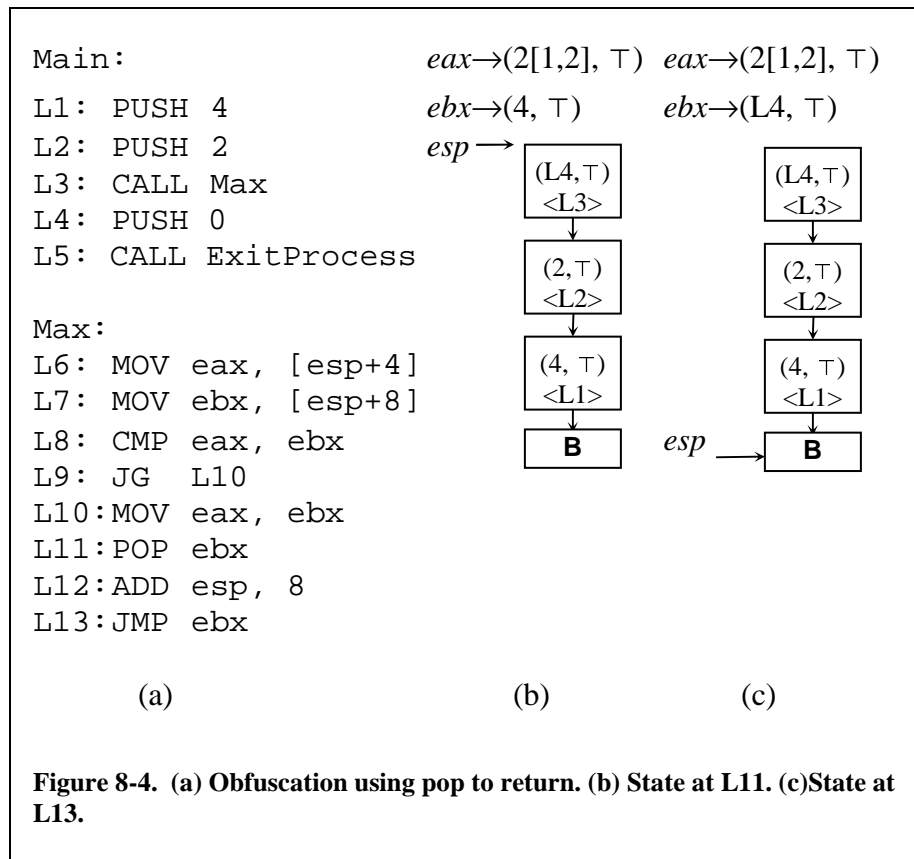 Main:
L1: PUSH 4
L2: PUSH 2
L3: CALL Max
L4: PUSH 0
L5: CALL ExitProcess
Max:
L6: MOV eax, [esp+4]
L7: MOV ebx, [esp+8]
L8: CMP eax, ebx
L9: JG  L10
L10:MOV eax, ebx
L11:POP ebx
L12:ADD esp, 8
L13:JMP ebx
(a)
eax→(2[1,2], ⊤)
ebx→(4, ⊤)
esp
(L4,⊤)
<L3>
(2,⊤)
<L2>
(4, ⊤)
<L1>
B
(b)
eax→(2[1,2], ⊤)
ebx→(L4, ⊤)
(L4,⊤)
<L3>
(2,⊤)
<L2>
(4, ⊤)
<L1>
esp
B
(c)
Figure 8-4. (a) Obfuscation using pop to return. (b) State at L11. (c)State at
L13.